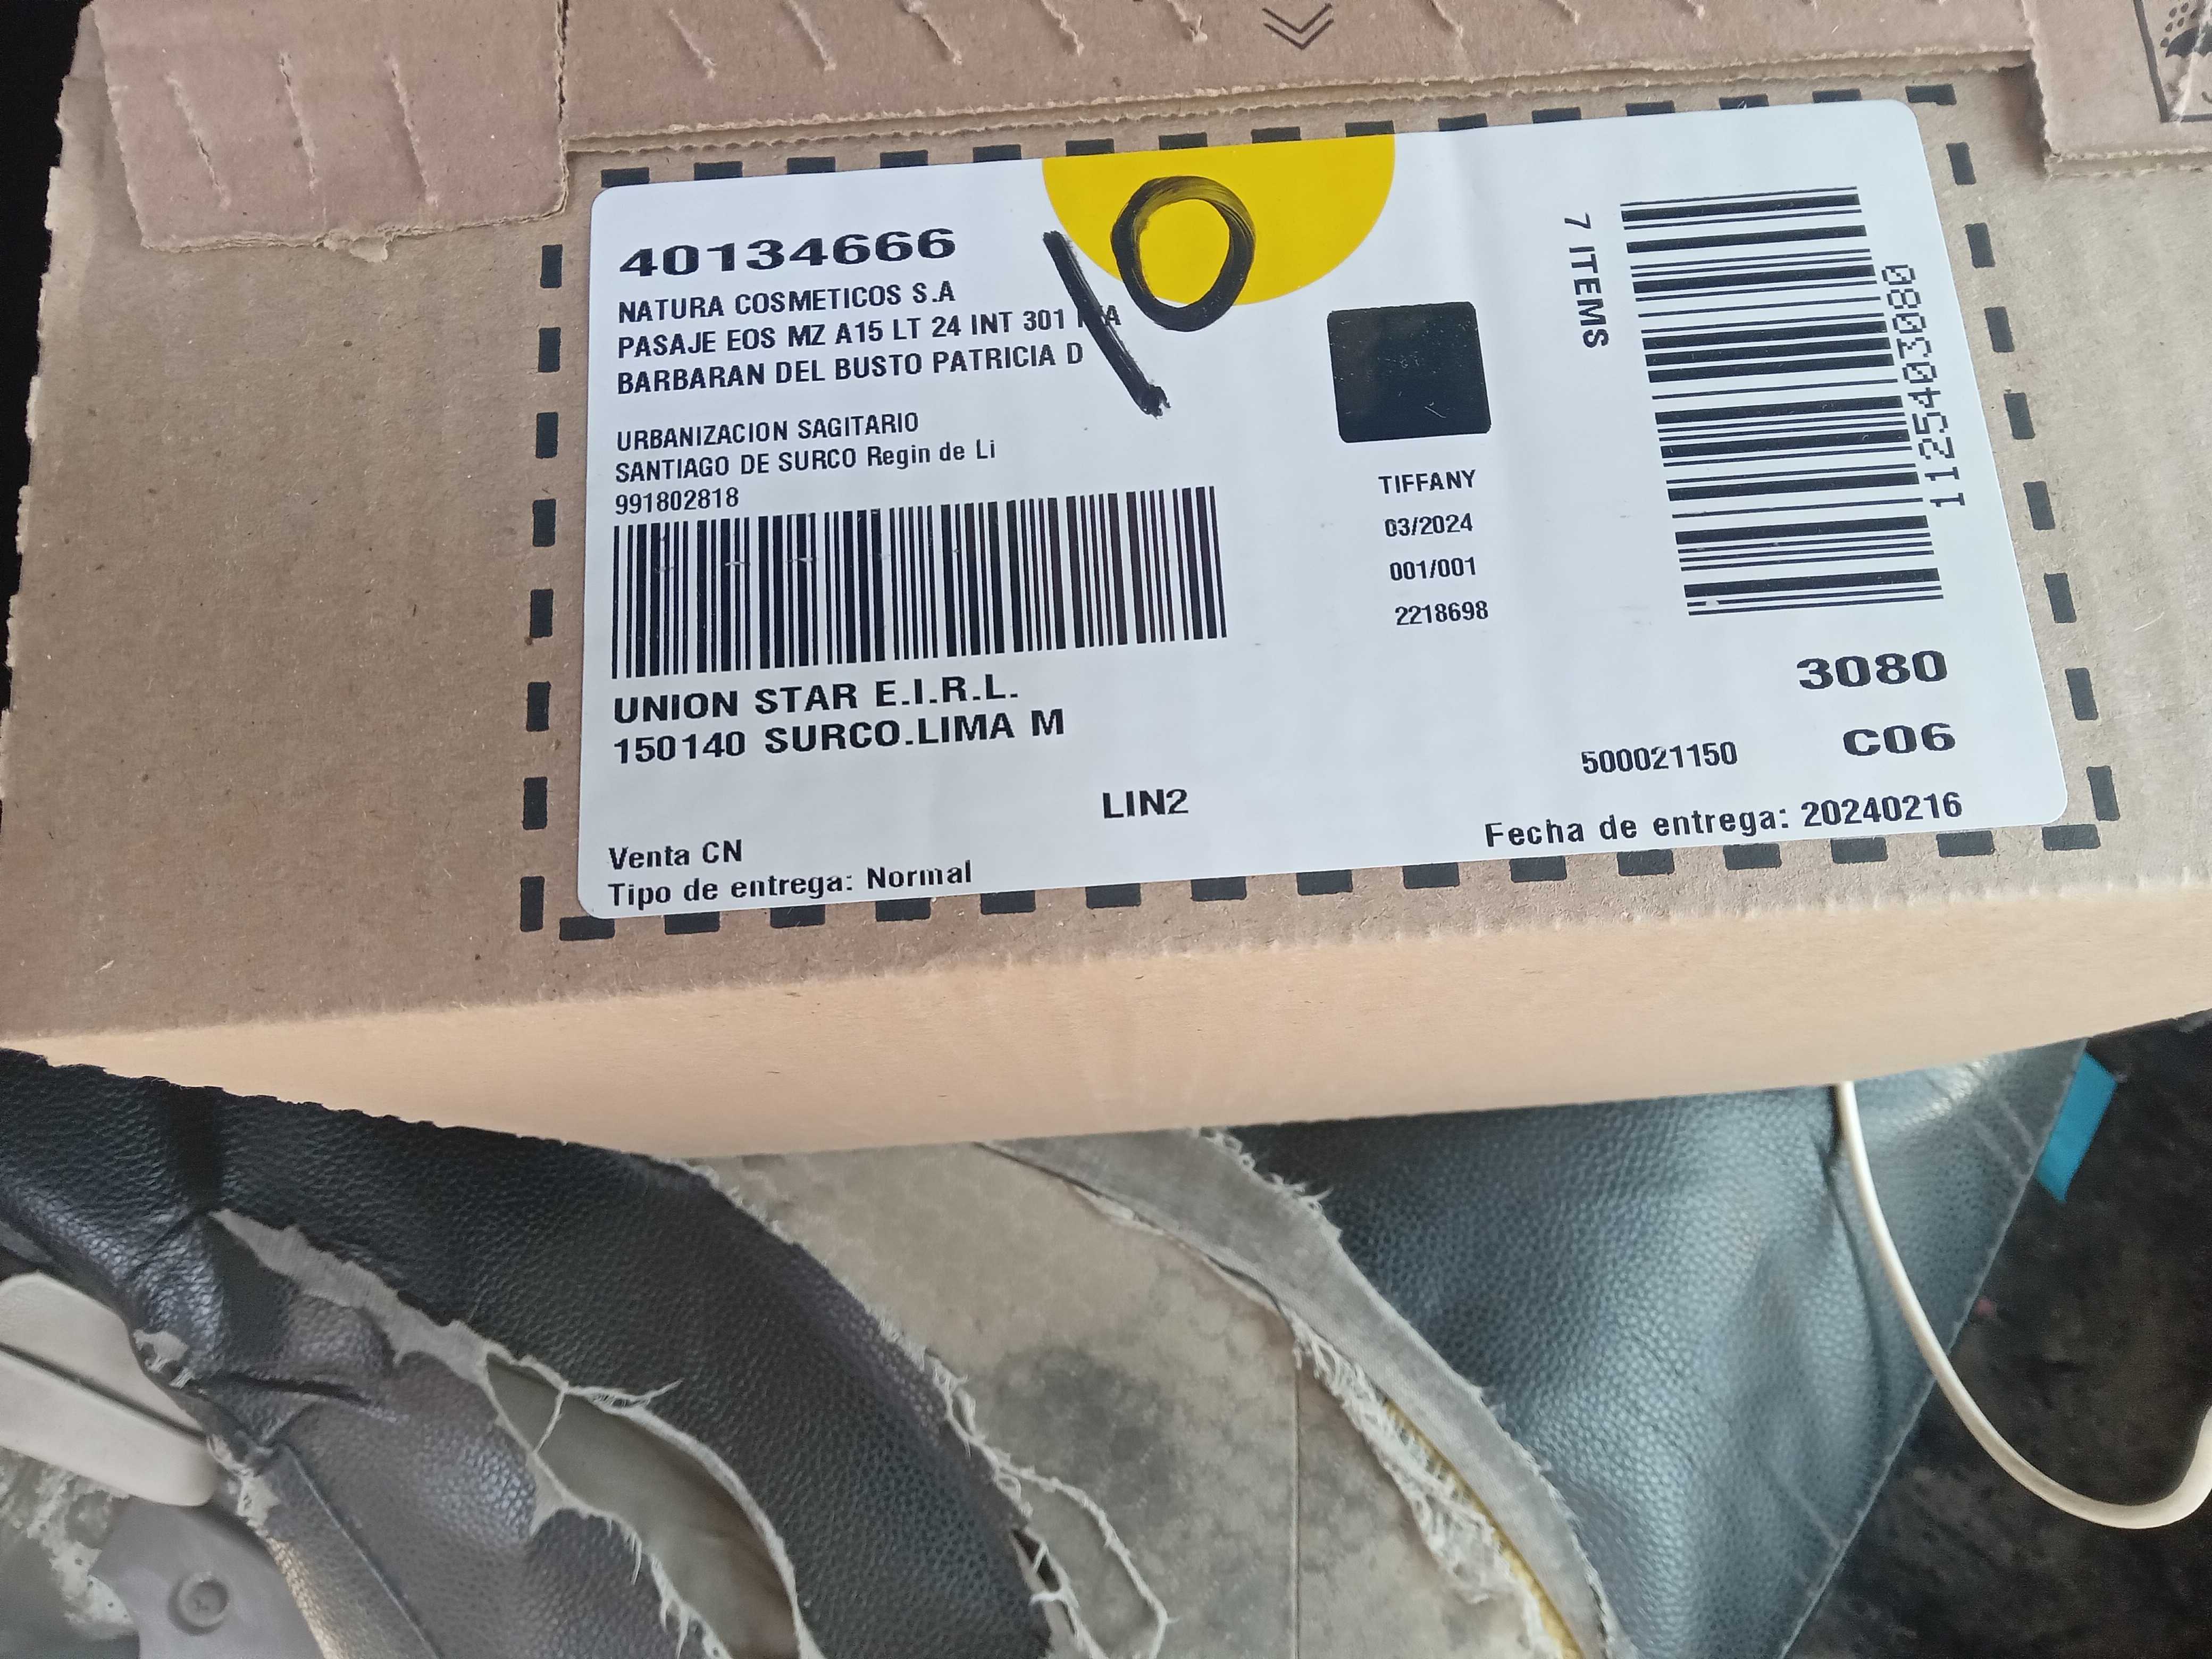 40134666
NATURA COSMETICOS S.A
PASAJE EOS MZ A15 LT 24 INT 301
BARBARAN DEL BUSTO PATRICIA D
URBANIZACION SAGITARIO
SANTIAGO DE SURCO Regin de Li
991802818
UNION STAR E.I.R.L.
150140 SURCO.LIMA M
LIN2
Venta CN
Tipo de entrega: Normal
10
TIFFANY
03/2024
001/001
2218698
7 ITEMS
1125403080
3080
500021150 C06
Fecha de entrega: 20240216